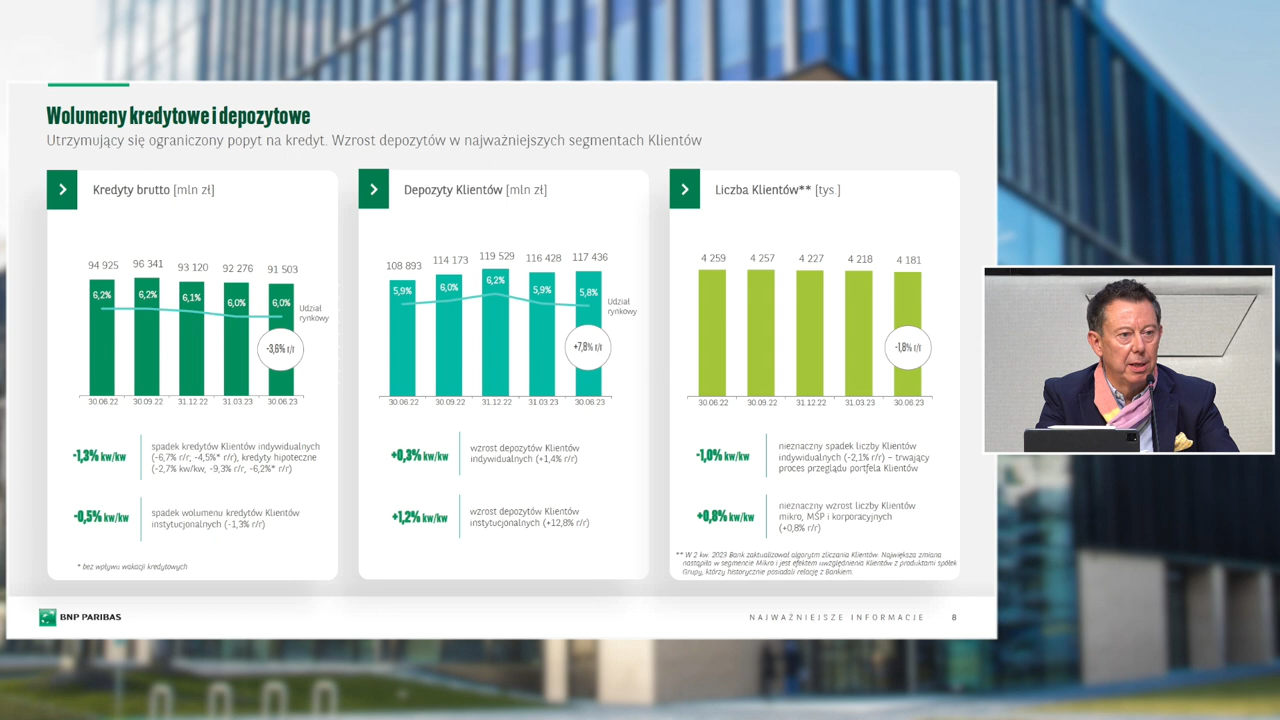 Wolumeny kredytowe i depozytowe
Utrzymujący się ograniczony popyt na kredyt. Wzrost depozytów w najważniejszych segmentach Klientów
Kredyty brutto [mln zł]
94 925
96 341
93 120
92 276
91 503
6,2%
6,2%
6,1%
6,0%
6,0%
Udział
rynkowy
-3,6% r/r
30.06.22
30.09.22
31.12.22
31.03.23
30.06.23
-1,3% kw/kw
spadek kredytów Klientów indywidualnych
(-6,7% r/r, -4,5%* r/r), kredyty hipoteczne
(-2,7% kw/kw, -9,3% r/r, -6,2%* r/r)
-0,5% kw/kw
spadek wolumenu kredytów Klientów
instytucjonalnych (-1,3% r/r)
* bez wpływu wakacji kredytowych
Depozyty Klientów [mln zł]
108 893
114 173
119 529
116 428
117 436
5,9%
6,0%
6,2%
5,9%
5,8%
Udział
rynkowy
+7,8% r/r
30.06.22
30.09.22
31.12.22
31.03.23
30.06.23
+0,3% kw/kw
wzrost depozytów Klientów
indywidualnych (+1,4% r/r)
+1,2% kw/kw
wzrost depozytów Klientów
instytucjonalnych (+12,8% r/r)
Liczba Klientów** [tys.]
4 259
4 257
4 227
4 218
4 181
-1,8% r/r
30.06.22
30.09.22
31.12.22
31.03.23
30.06.23
-1,0% kw/kw
nieznaczny spadek liczby Klientów
indywidualnych (-2,1% r/r) – trwający
proces przeglądu portfela Klientów
+0,8% kw/kw
nieznaczny wzrost liczby Klientów
mikro, MŚP i korporacyjnych
(+0,8% r/r)
** W 2 kw. 2023 Bank zaktualizował algorytm zliczania Klientów. Największa zmiana
nastąpiła w segmencie Mikro i jest efektem uwzględnienia Klientów z produktami spółek
Grupy, którzy historycznie posiadali relację z Bankiem.
BNP PARIBAS
NAJWAŻNIEJSZE INFORMACJE
8